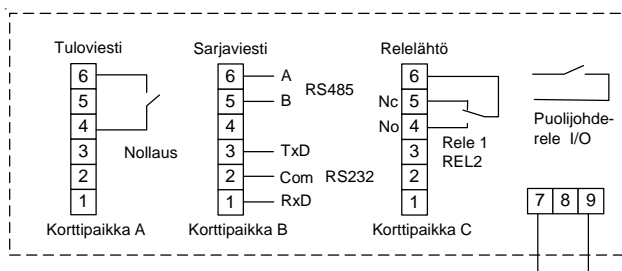 Tuloviesti
6
5
4
3
2
1
Nollaus
Korttipaikka A
Sarjaviesti
6 A
5 B
RS485
4
3 TxD
2 Com RS232
1 RxD
Korttipaikka B
Relelähtö
6
Nc 5
No 4
3
2
1
Rele 1
REL2
Korttipaikka C
Puolijohde-
rele I/O
7 8 9